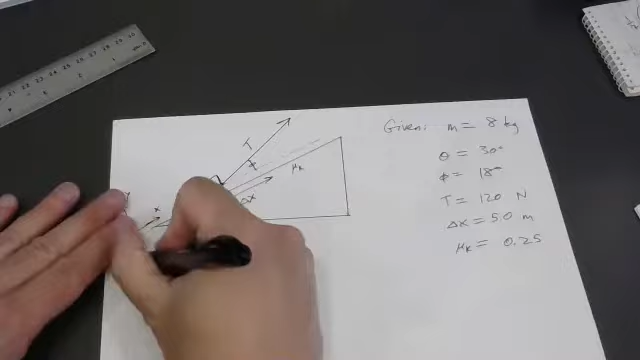 Given: m = 8 kg
θ = 30°
ϕ = 18°
T = 120 N
Δx = 5.0 m
μk = 0.25
T
μk
Δx
x